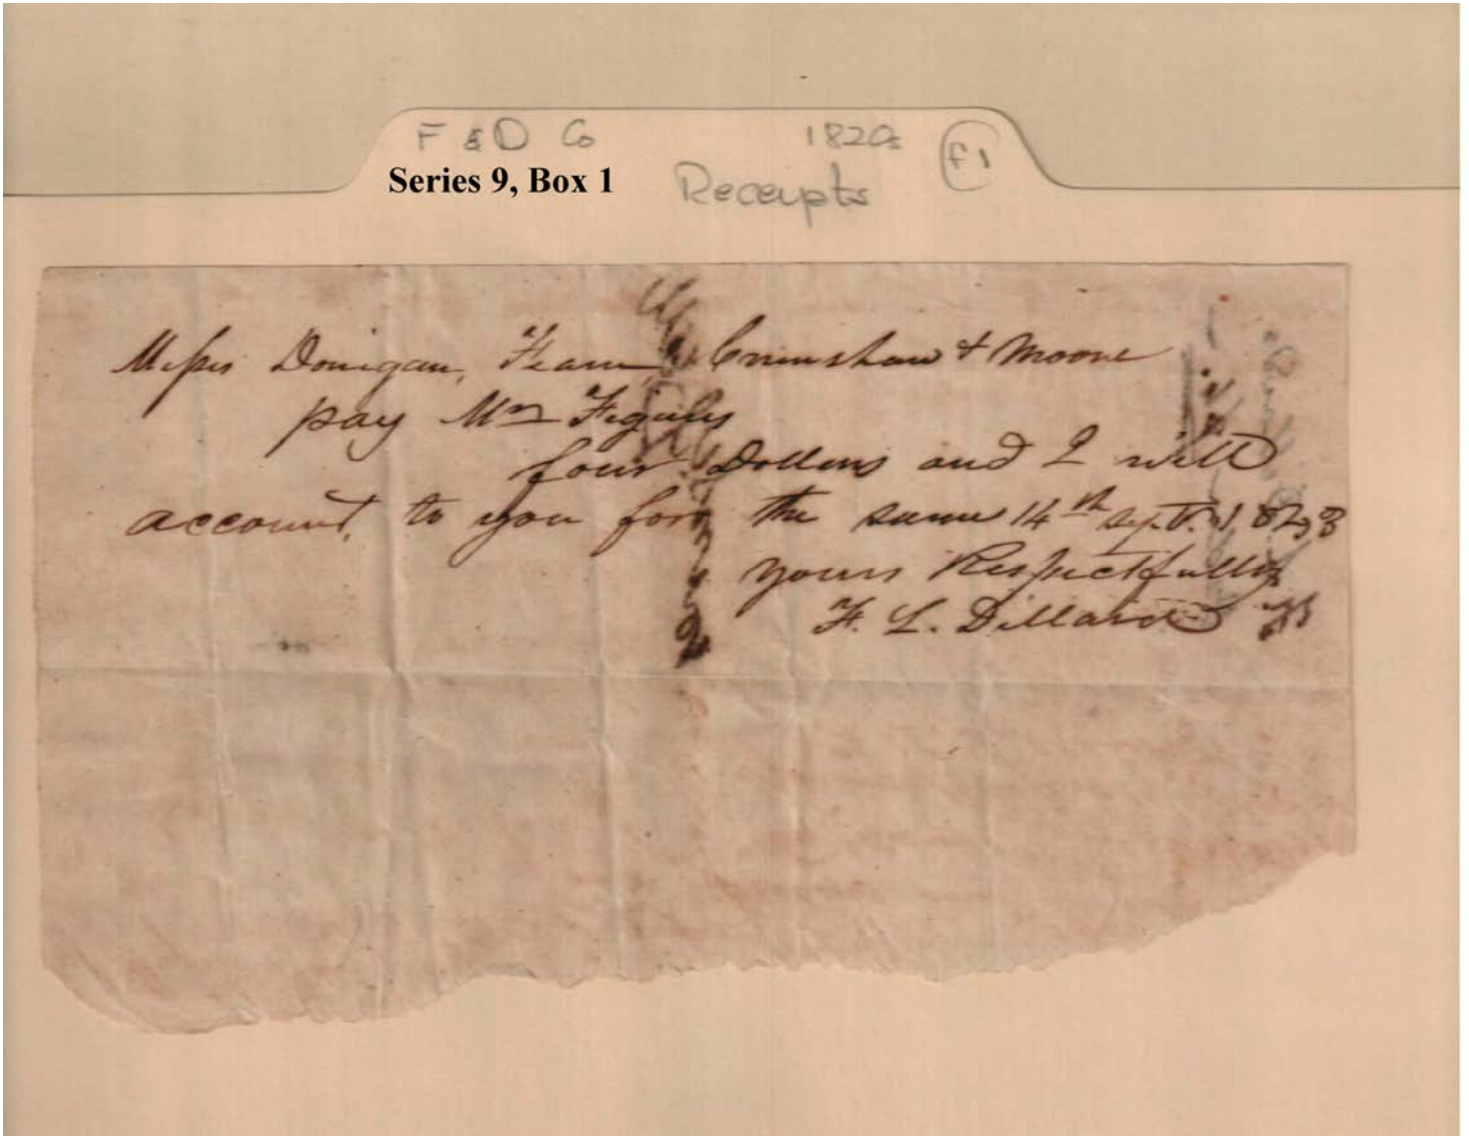 F & D Co 1820s F1
Series 9, Box 1 Receipts
Messrs Donigan, Fearn, Crenshaw & Moore
pay Mr
four Dollars and I will
account to you for the same 14th Sept. 1828
yours Respectfully
F. L. Dillard